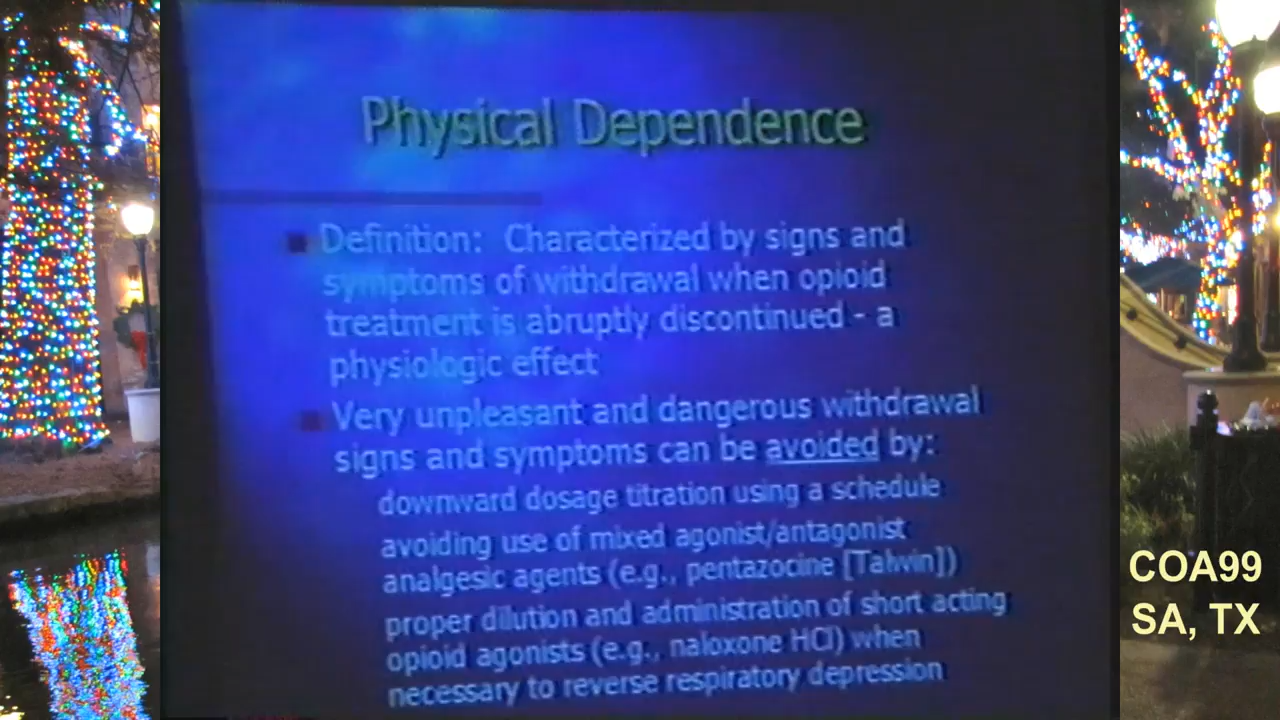 Physical Dependence
Definition: Characterized by signs and
symptoms of withdrawal when opioid
treatment is abruptly discontinued - a
physiologic effect
Very unpleasant and dangerous withdrawal
signs and symptoms can be avoided by:
downward dosage titration using a schedule
avoiding use of mixed agonist/antagonist
analgesic agents (e.g., pentazocine [Talwin])
proper dilution and administration of short acting
opioid agonists (e.g., naloxone HCl) when
necessary to reverse respiratory depression
COA99
SA, TX